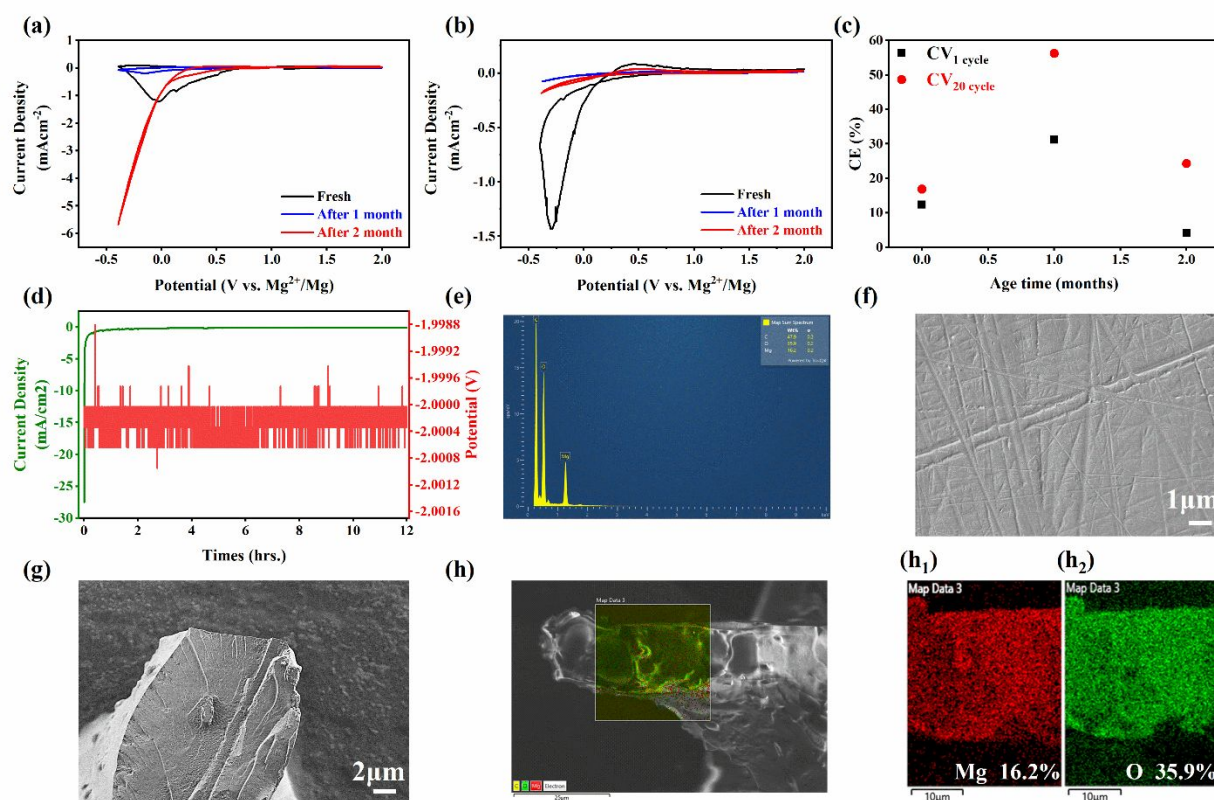 (a)
1
0
-1
-2
-3
-4
-5
-6
Current Density
(mAcm⁻²)
Fresh
After 1 month
After 2 month
-0.5 0.0 0.5 1.0 1.5 2.0
Potential (V vs. Mg²⁺/Mg)
(b)
0.0
-0.5
-1.0
-1.5
Current Density
(mAcm⁻²)
Fresh
After 1 month
After 2 month
-0.5 0.0 0.5 1.0 1.5 2.0
Potential (V vs. Mg²⁺/Mg)
(c)
60
50
40
30
20
10
0
CE (%)
CV1 cycle
CV20 cycle
0.0 0.5 1.0 1.5 2.0
Age time (months)
(d)
0
-5
-10
-15
-20
-25
-30
Current Density
(mA/cm2)
-1.9988
-1.9992
-1.9996
-2.0000
-2.0004
-2.0008
-2.0012
-2.0016
Potential (V)
0 2 4 6 8 10 12
Times (hrs.)
(e)
Map Sum Spectrum
Mg
(f)
1μm
(g)
2μm
(h)
Map Data 3
Electron
25μm
(h₁)
Map Data 3
Mg 16.2%
10μm
(h₂)
Map Data 3
O 35.9%
10μm